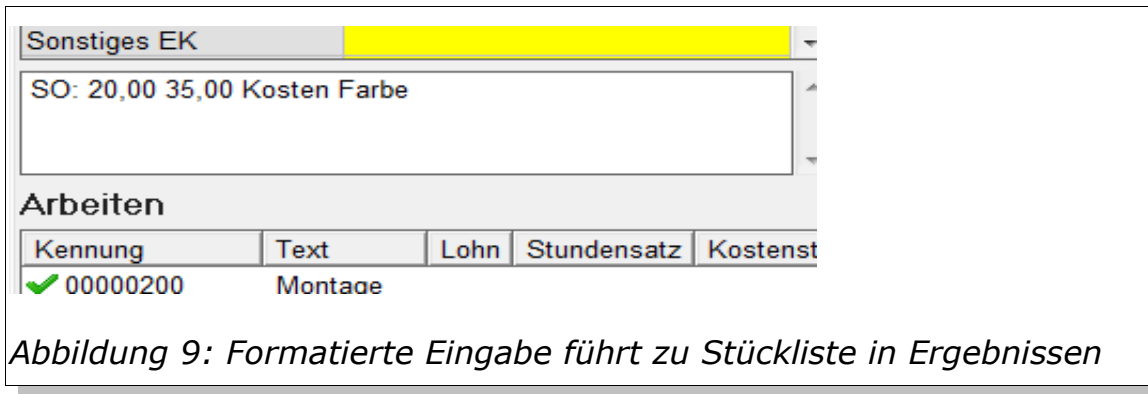 Sonstiges EK
SO: 20,00 35,00 Kosten Farbe
Arbeiten
Kennung Text Lohn Stundensatz Kostenst
00000200 Montage
Abbildung 9: Formatierte Eingabe führt zu Stückliste in Ergebnissen